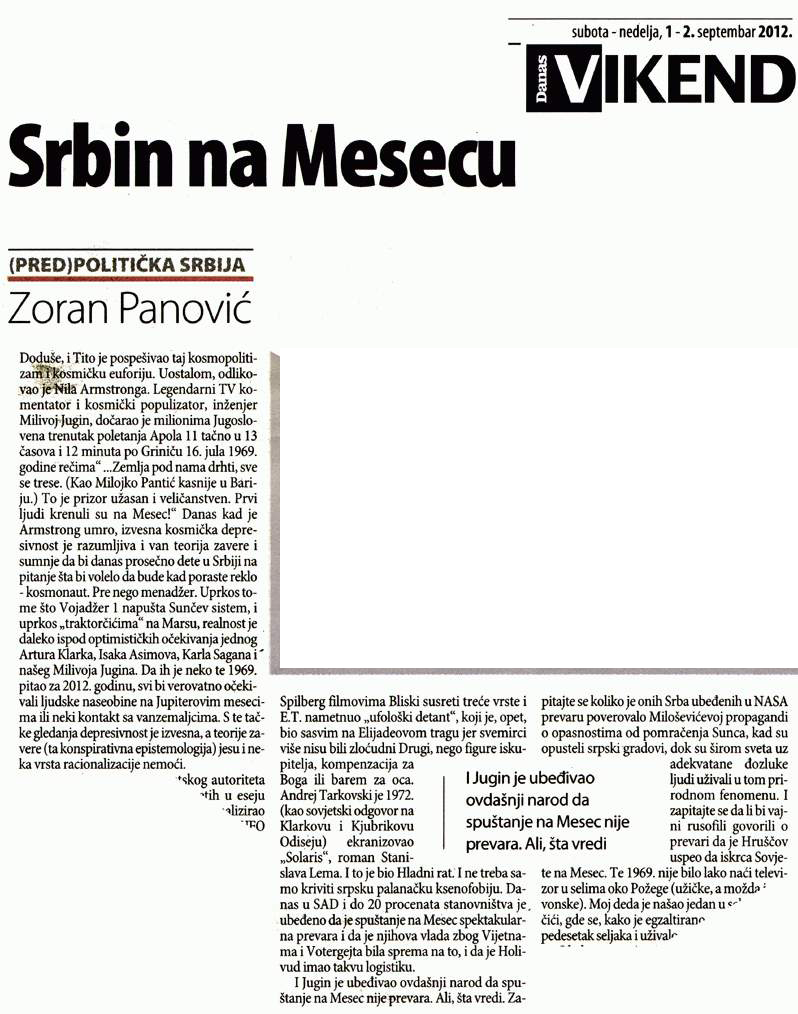 subota - nedelja, 1 - 2. septembar 2012.
Danas VIKEND
Srbin na Mesecu
(PRED)POLITIČKA SRBIJA
Zoran Panović
Doduše, i Tito je pospešivao taj kosmopoliti-
zam i kosmičku euforiju. Uostalom, odliko-
vao je Nila Armstronga. Legendarni TV ko-
mentator i kosmički populizator, inženjer
Milivoj Jugin, dočarao je milionima Jugoslo-
vena trenutak poletanja Apola 11 tačno u 13
časova i 12 minuta po Griniču 16. jula 1969.
godine rečima“ ...Zemlja pod nama drhti, sve
se trese. (Kao Milojko Pantić kasnije u Bari-
ju.) To je prizor užasan i veličanstven. Prvi
ljudi krenuli su na Mesec!“ Danas kad je
Armstrong umro, izvesna kosmička depre-
sivnost je razumljiva i van teorija zavere i
sumnje da bi danas prosečno dete u Srbiji na
pitanje šta bi volelo da bude kad poraste reklo
- kosmonaut. Pre nego menadžer. Uprkos to-
me što Vojadžer 1 napušta Sunčev sistem, i
uprkos „traktorčićima“ na Marsu, realnost je
daleko ispod optimističkih očekivanja jednog
Artura Klarka, Isaka Asimova, Karla Sagana i
našeg Milivoja Jugina. Da ih je neko te 1969.
pitao za 2012. godinu, svi bi verovatno očeki-
vali ljudske naseobine na Jupiterovim meseci-
ma ili neki kontakt sa vanzemaljcima. S te tač-
ke gledanja depresivnost je izvesna, a teorije za-
vere (ta konspirativna epistemologija) jesu i ne-
ka vrsta racionalizacije nemoći.
tskog autoriteta
u eseju
Spilberg filmovima Bliski susreti treće vrste i
E.T. nametnuo „ufološki detant“, koji je, opet,
bio sasvim na Elijadeovom tragu jer svemirci
više nisu bili zloćudni Drugi, nego figure isku-
pitelja, kompenzacija za
Boga ili barem za oca.
Andrej Tarkovski je 1972.
(kao sovjetski odgovor na
Klarkovu i Kjubrikovu
Odiseju) ekranizovao
„Solaris“, roman Stani-
slava Lema. I to je bio Hladni rat. I ne treba sa-
mo kriviti srpsku palanačku ksenofobiju. Da-
nas u SAD i do 20 procenata stanovništva je
ubeđeno da je spuštanje na Mesec spektakular-
na prevara i da je njihova vlada zbog Vijetna-
ma i Votergejta bila sprema na to, i da je Holi-
vud imao takvu logistiku.
I Jugin je ubeđivao ovdašnji narod da spu-
štanje na Mesec nije prevara. Ali, šta vredi. Za-
I Jugin je ubeđivao
ovdašnji narod da
spuštanje na Mesec nije
prevara. Ali, šta vredi
pitajte se koliko je onih Srba ubeđenih u NASA
prevaru poverovalo Miloševićevoj propagandi
o opasnostima od pomračenja Sunca, kad su
opusteli srpski gradovi, dok su širom sveta uz
adekvatane dozluke
ljudi uživali u tom pri-
rodnom fenomenu. I
zapitajte se da li bi vaj-
ni rusofili govorili o
prevari da je Hruščov
uspeo da iskrca Sovje-
te na Mesec. Te 1969. nije bilo lako naći televi-
zor u selima oko Požege (užičke, a možda
vonske). Moj deda je našao jedan u
čići, gde se, kako je egzaltirano
pedesetak seljaka i uživalo